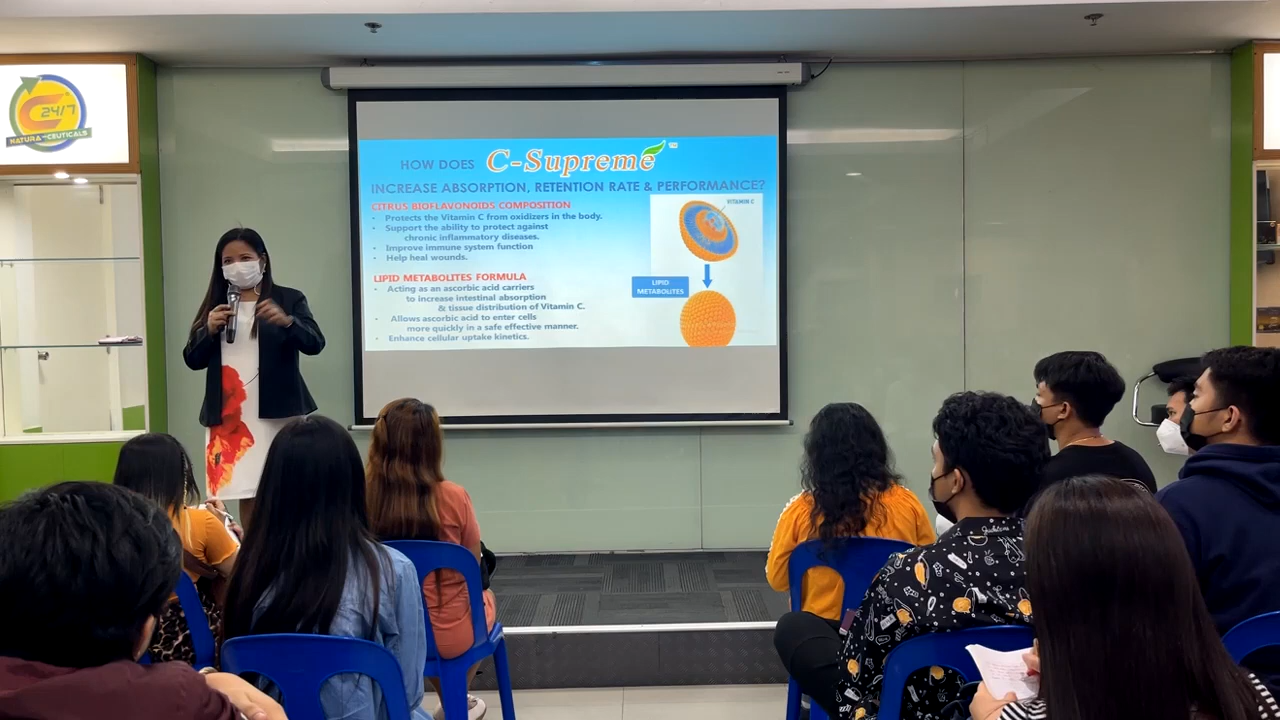 24/7
NATURA-CEUTICALS
HOW DOES C-Supreme™
INCREASE ABSORPTION, RETENTION RATE & PERFORMANCE?
CITRUS BIOFLAVONOIDS COMPOSITION
• Protects the Vitamin C from oxidizers in the body.
• Support the ability to protect against
chronic inflammatory diseases.
• Improve immune system function
• Help heal wounds.
LIPID METABOLITES FORMULA
• Acting as an ascorbic acid carriers
to increase intestinal absorption
& tissue distribution of Vitamin C.
• Allows ascorbic acid to enter cells
more quickly in a safe effective manner.
• Enhance cellular uptake kinetics.
VITAMIN C
LIPID
METABOLITES